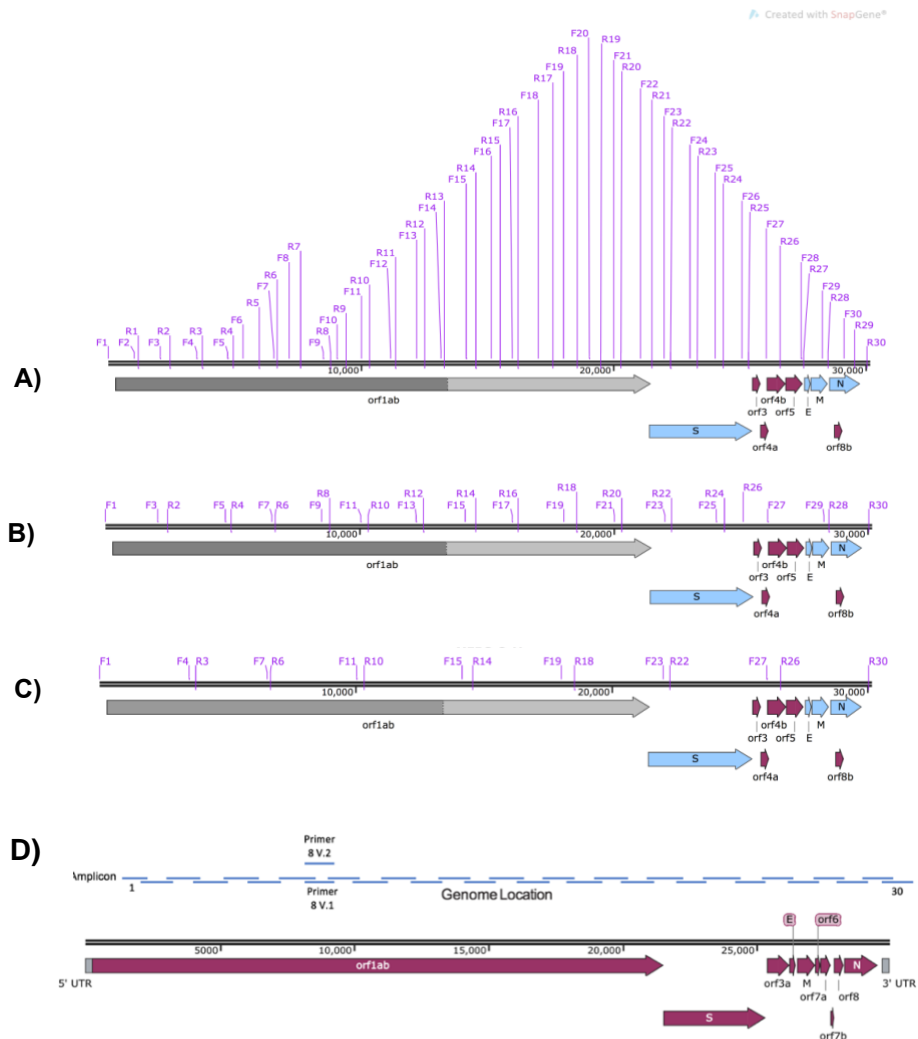 Created with SnapGene®
F20
R18 R19
F19 F21
R17 R20
F18 F22
R16 R21
F17 F23
R15 R22
F16 F24
R14 R23
F15 F25
R13 R24
F14 F26
R12 R25
F13 F27
R11 R26
F12
R7
F8
R6
F7
R10
F11
R9
F10
R5
F6
F28
R27
F29
R28
F30
R29
F1 F2 R1 F3 R2 F4 R3 F5 R4 F9 R8 R30
A)
10,000 20,000 30,000
orf1ab
orf3 orf4b orf5 E M N
S
orf4a
orf8b
R8 R12 R14 R16 R18 R20 R22 R24 R26
F1 F3 R2 F5 R4 F7 R6 F9 F11 R10 F13 F15 F17 F19 F21 F23 F25 F27 F29 R28 R30
B)
10,000 20,000 30,000
orf1ab
orf3 orf4b orf5 E M N
S
orf4a
orf8b
F1 F4 R3 F7 R6 F11 R10 F15 R14 F19 R18 F23 R22 F27 R26 R30
C)
10,000 20,000 30,000
orf1ab
orf3 orf4b orf5 E M N
S
orf4a
orf8b
D)
Primer
8 V.2
Amplicon
1
Primer
8 V.1
Genome Location
30
E orf6
5000 10,000 15,000 20,000 25,000
orf1ab
N
5' UTR
orf3a M orf8
3' UTR
orf7a
S
orf7b